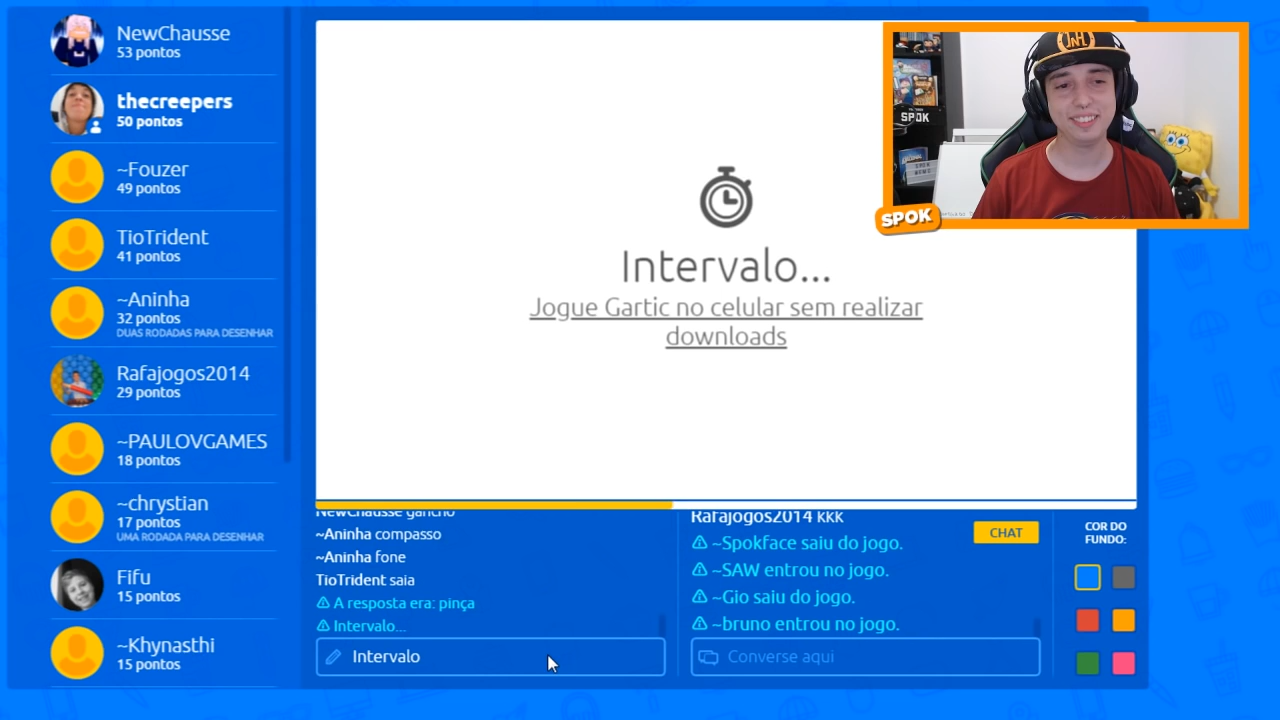 NewChausse
53 pontos
thecreepers
50 pontos
~Fouzer
49 pontos
TioTrident
41 pontos
~Aninha
32 pontos
DUAS RODADAS PARA DESENHAR
Rafajogos2014
29 pontos
~PAULOVGAMES
18 pontos
~chrystian
17 pontos
UMA RODADA PARA DESENHAR
Fifu
15 pontos
~Khynasthi
15 pontos
Intervalo...
Jogue Gartic no celular sem realizar
downloads
SPOK
SPOK
NewChausse gancho
~Aninha compasso
~Aninha fone
TioTrident saia
A resposta era: pinça
Intervalo...
Intervalo
Rafajogos2014 kkk
~Spokface saiu do jogo.
~SAW entrou no jogo.
~Gio saiu do jogo.
~bruno entrou no jogo.
Converse aqui
CHAT
COR DO
FUNDO: